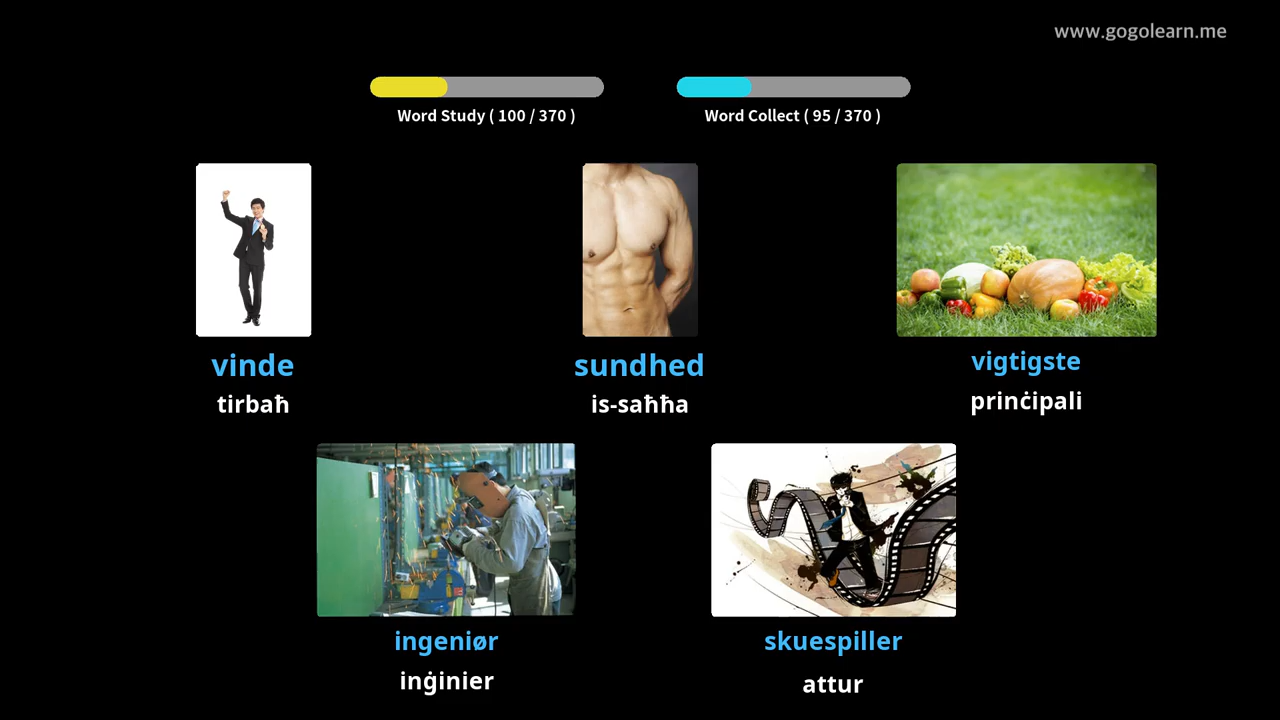 www.gogolearn.me
Word Study ( 100 / 370 )
Word Collect ( 95 / 370 )
vinde
tirbaħ
sundhed
is-saħħa
vigtigste
prinċipali
ingeniør
inġinier
skuespiller
attur